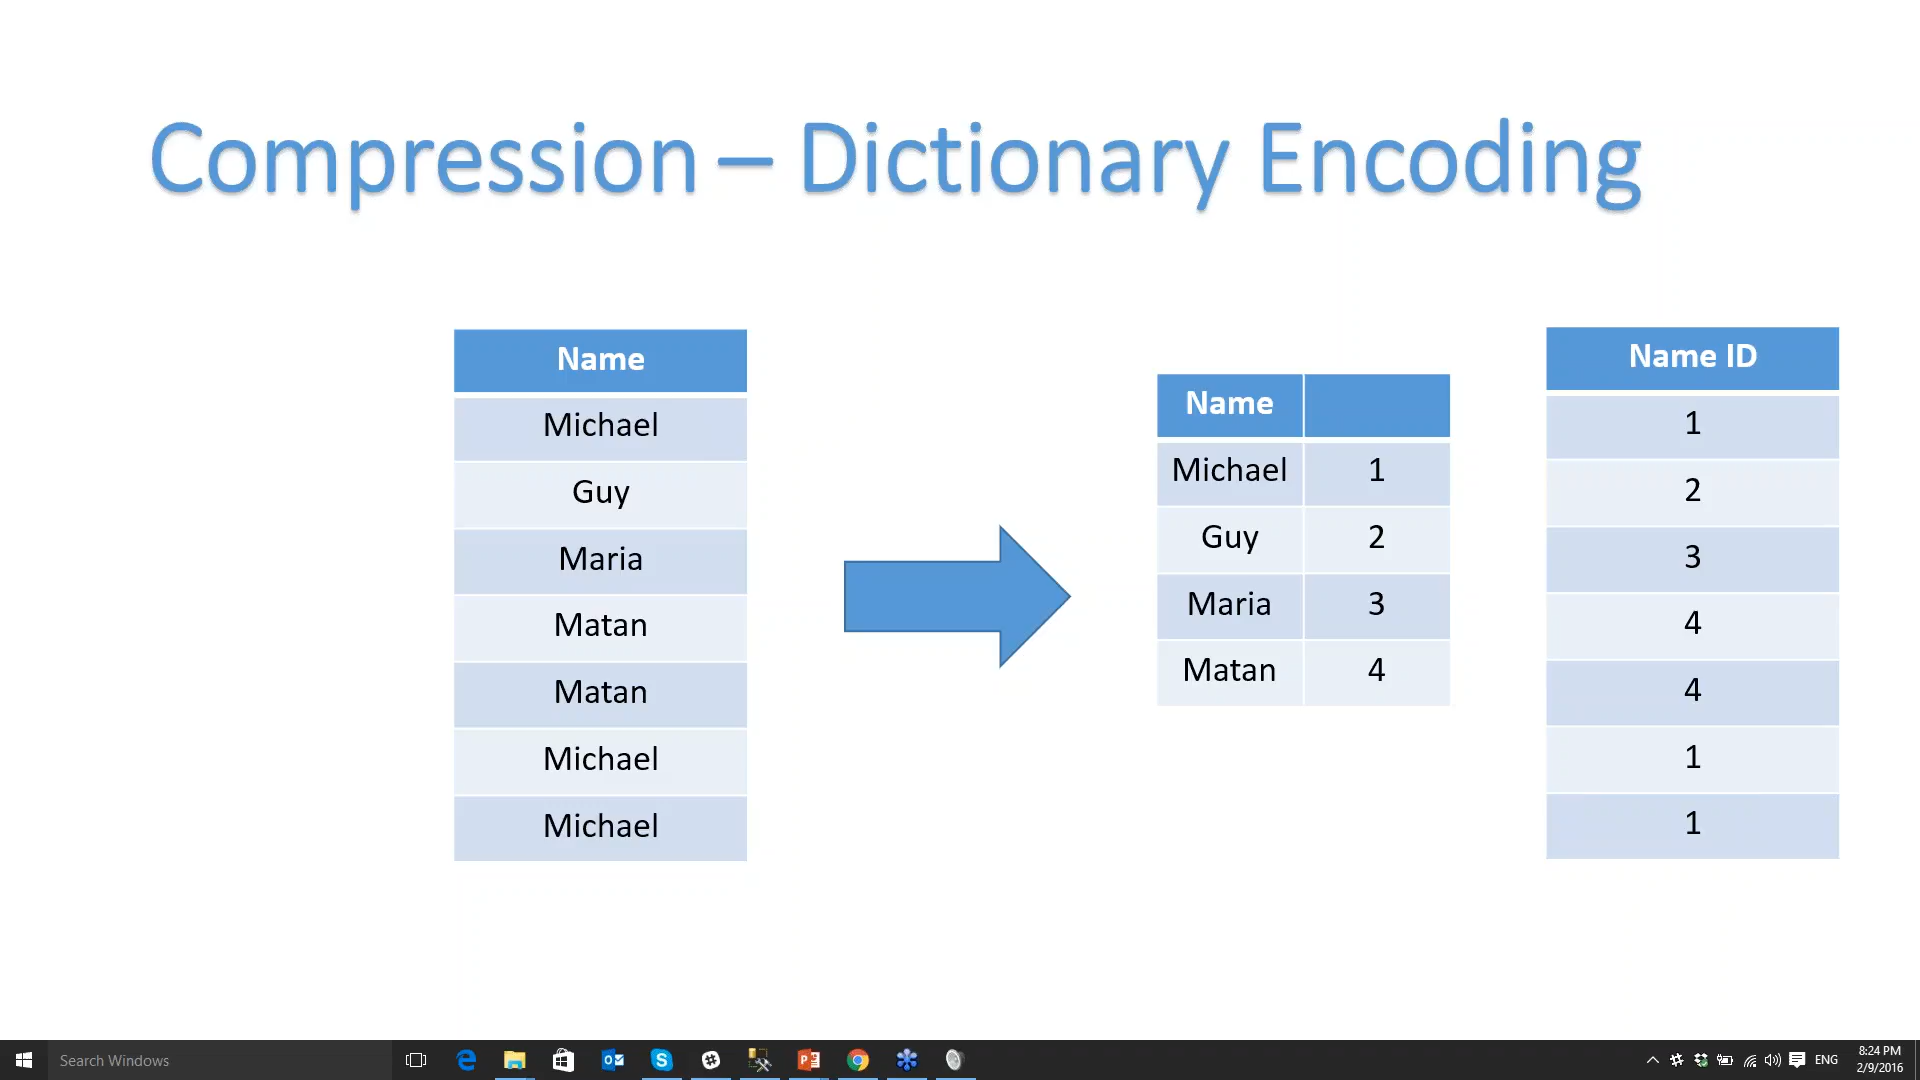 Compression – Dictionary Encoding
Name
Michael
Guy
Maria
Matan
Matan
Michael
Michael
Name
Michael 1
Guy 2
Maria 3
Matan 4
Name ID
1
2
3
4
4
1
1
Search Windows
ENG
8:24 PM
2/9/2016